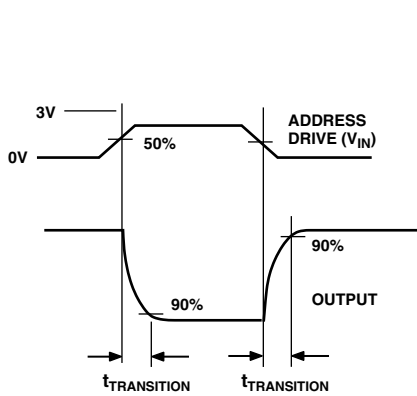 3V
ADDRESS
DRIVE (VIN)
50%
0V
90%
90%
OUTPUT
tTRANSITION
tTRANSITION